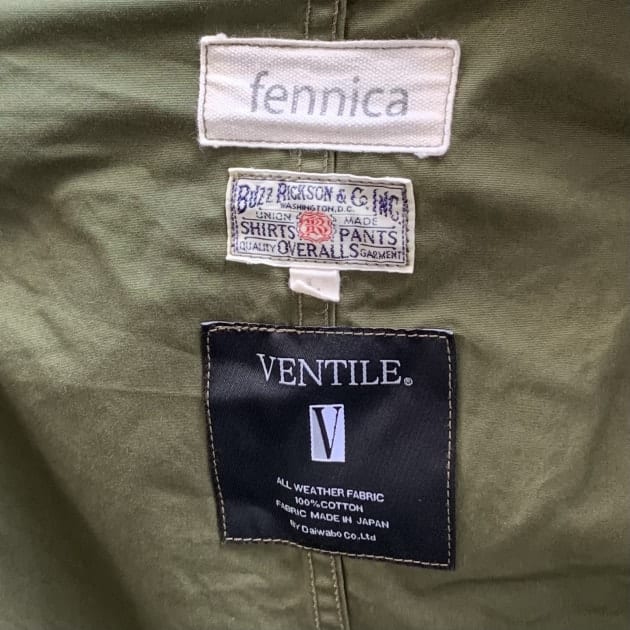 fennica
BUZZ RICKSON & CO. INC
WASHINGTON, D.C.
UNION MADE
SHIRTS PANTS
QUALITY OVERALLS GARMENT
VENTILE®
V
ALL WEATHER FABRIC
100%COTTON
FABRIC MADE IN JAPAN
By Daiwabo Co.,Ltd